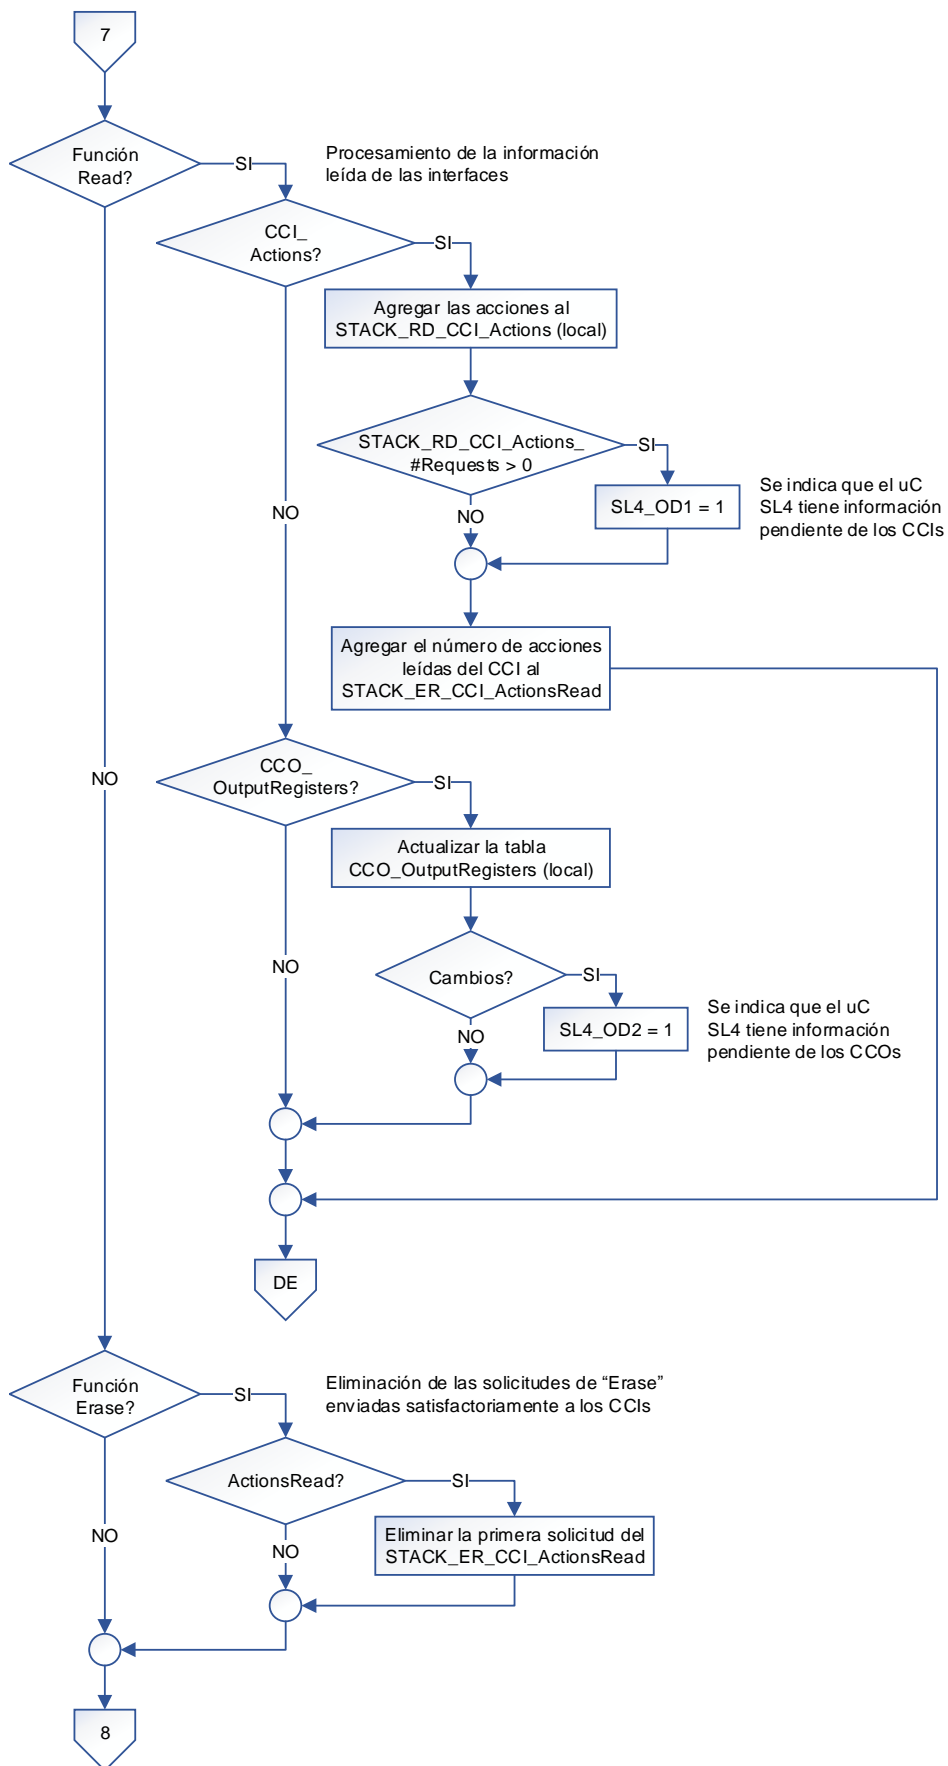 7
Función
Read?
SI
Procesamiento de la información
leída de las interfaces
CCI_
Actions?
SI
Agregar las acciones al
STACK_RD_CCI_Actions (local)
STACK_RD_CCI_Actions_
#Requests > 0
SI
SL4_OD1 = 1
Se indica que el uC
SL4 tiene información
pendiente de los CCIs
NO
NO
Agregar el número de acciones
leídas del CCI al
STACK_ER_CCI_ActionsRead
NO
CCO_
OutputRegisters?
SI
Actualizar la tabla
CCO_OutputRegisters (local)
NO
Cambios?
SI
SL4_OD2 = 1
Se indica que el uC
SL4 tiene información
pendiente de los CCOs
NO
DE
Función
Erase?
SI
Eliminación de las solicitudes de “Erase”
enviadas satisfactoriamente a los CCIs
ActionsRead?
SI
Eliminar la primera solicitud del
STACK_ER_CCI_ActionsRead
NO
NO
8